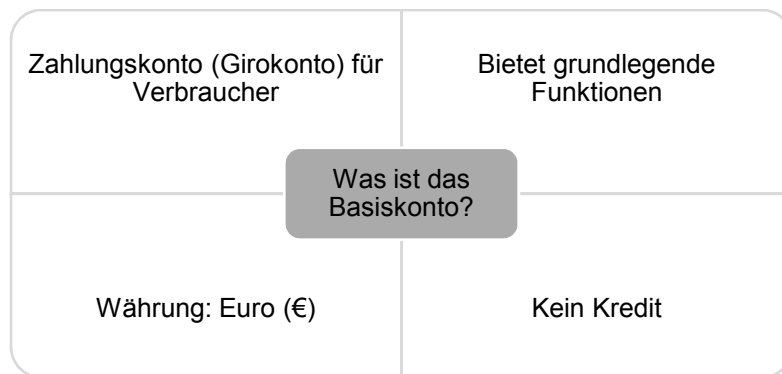 Zahlungskonto (Girokonto) für
Verbraucher
Bietet grundlegende
Funktionen
Was ist das
Basiskonto?
Währung: Euro (€)
Kein Kredit